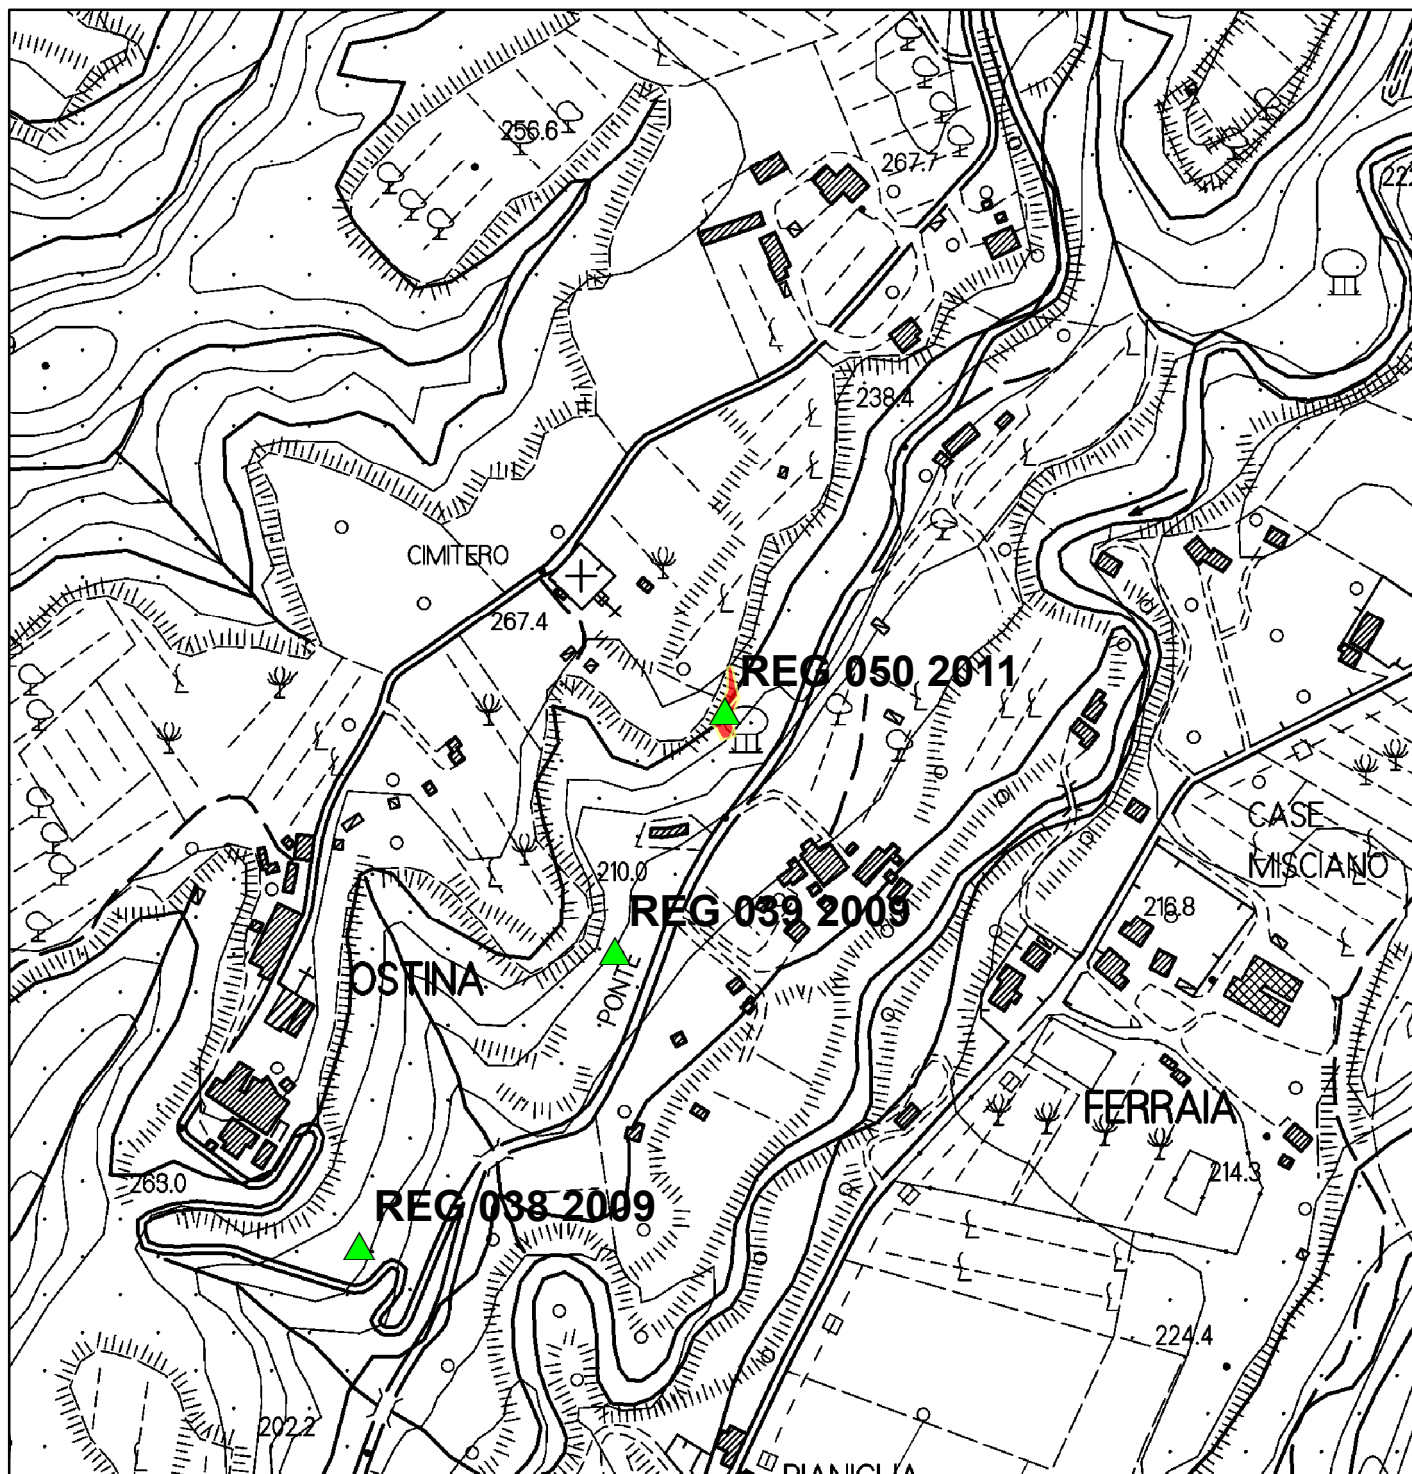 256.6
267.7
238.4
CIMITERO
267.4
REG 050 2011
CASE
MISCIANO
210.0
REG 039 2009
216.8
OSTINA
PONTE
FERRAIA
263.0
214.3
REG 038 2009
224.4
202.2